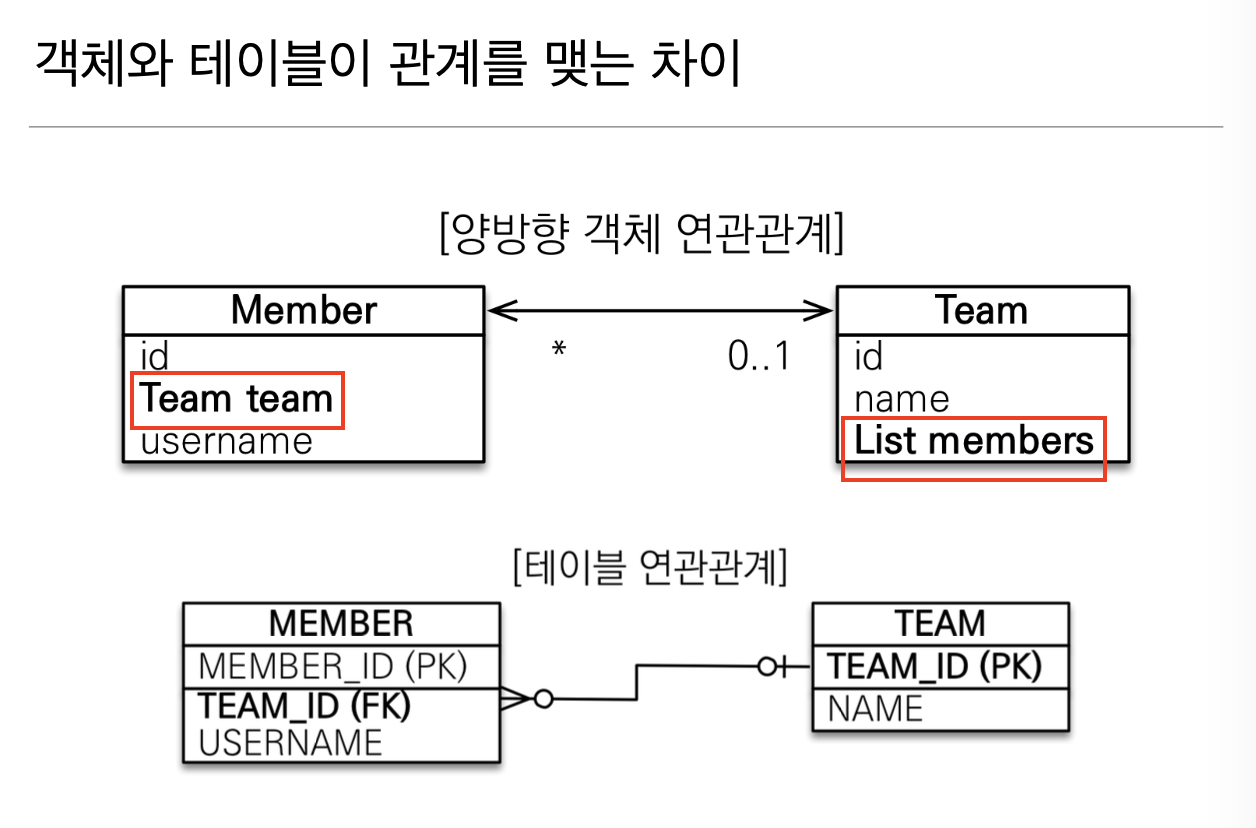 객체와 테이블이 관계를 맺는 차이
[양방향 객체 연관관계]
Member
id
Team team
username
*
0..1
Team
id
name
List members
[테이블 연관관계]
MEMBER
MEMBER_ID (PK)
TEAM_ID (FK)
USERNAME
TEAM
TEAM_ID (PK)
NAME